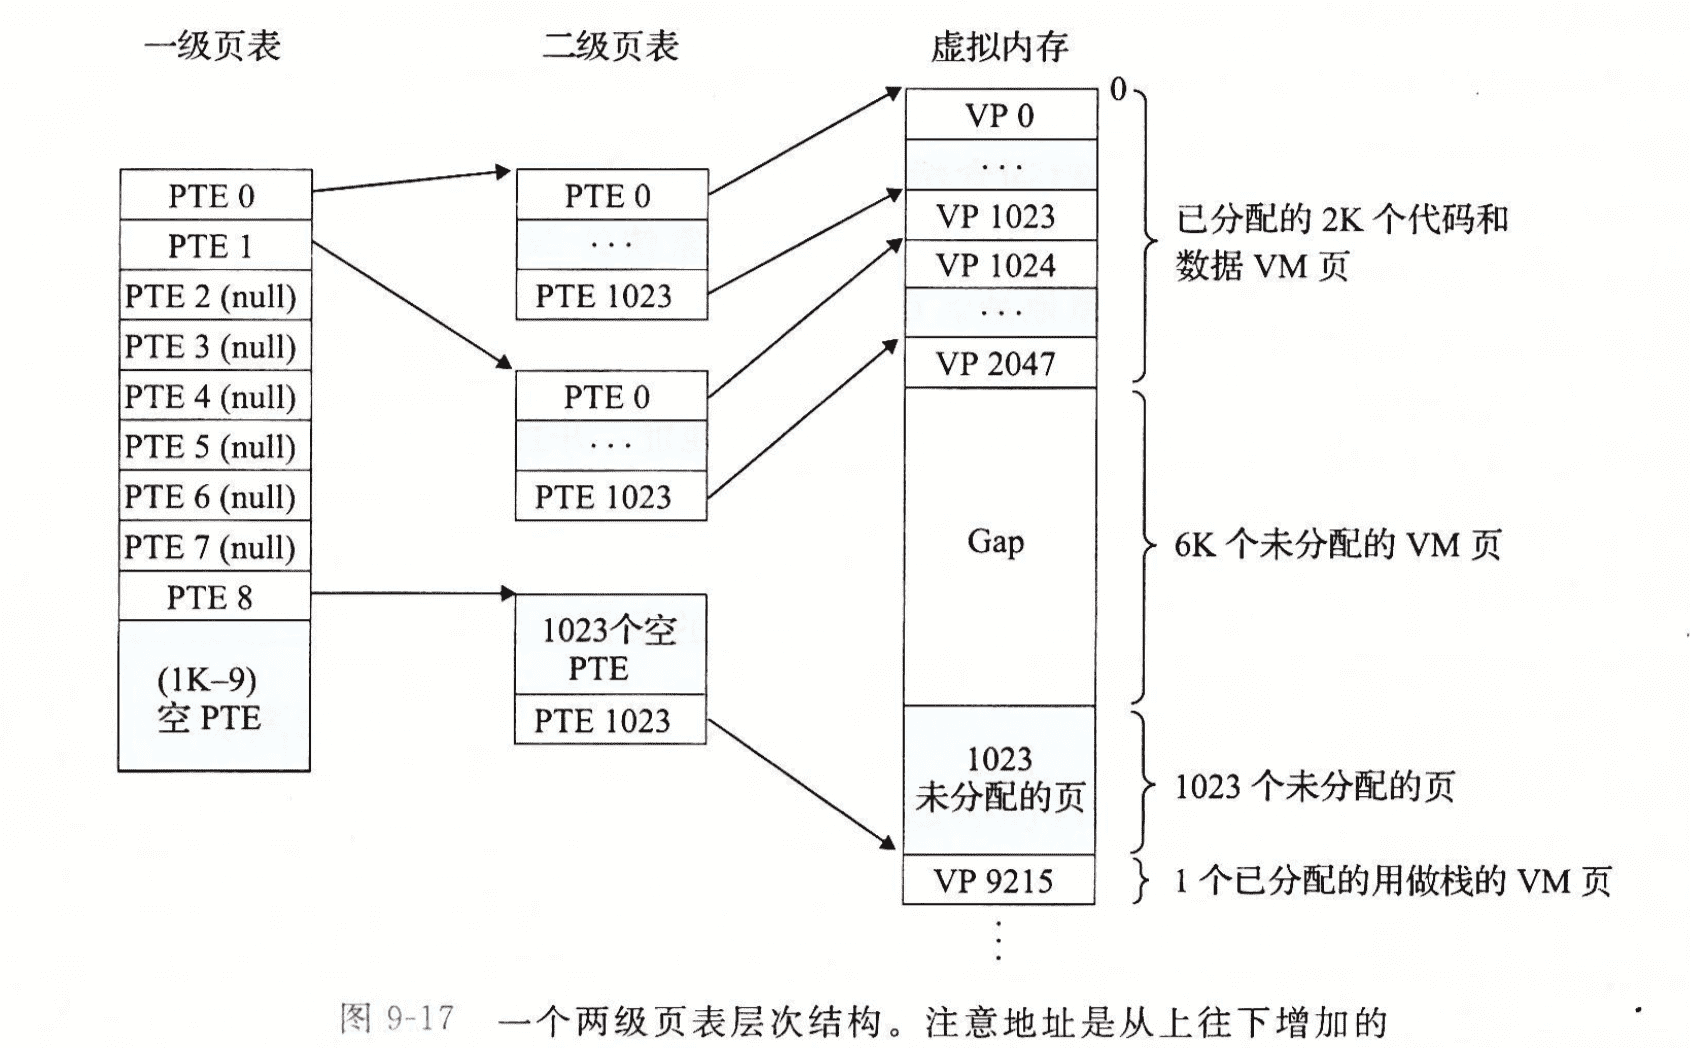 一级页表
二级页表
虚拟内存
PTE 0
PTE 1
PTE 2 (null)
PTE 3 (null)
PTE 4 (null)
PTE 5 (null)
PTE 6 (null)
PTE 7 (null)
PTE 8
(1K–9)
空 PTE
PTE 0
···
PTE 1023
PTE 0
···
PTE 1023
1023个空
PTE
PTE 1023
0
VP 0
···
VP 1023
VP 1024
···
VP 2047
Gap
1023
未分配的页
VP 9215
⋮
已分配的 2K 个代码和
数据 VM 页
6K 个未分配的 VM 页
1023 个未分配的页
1 个已分配的用做栈的 VM 页
图 9-17 一个两级页表层次结构。注意地址是从上往下增加的